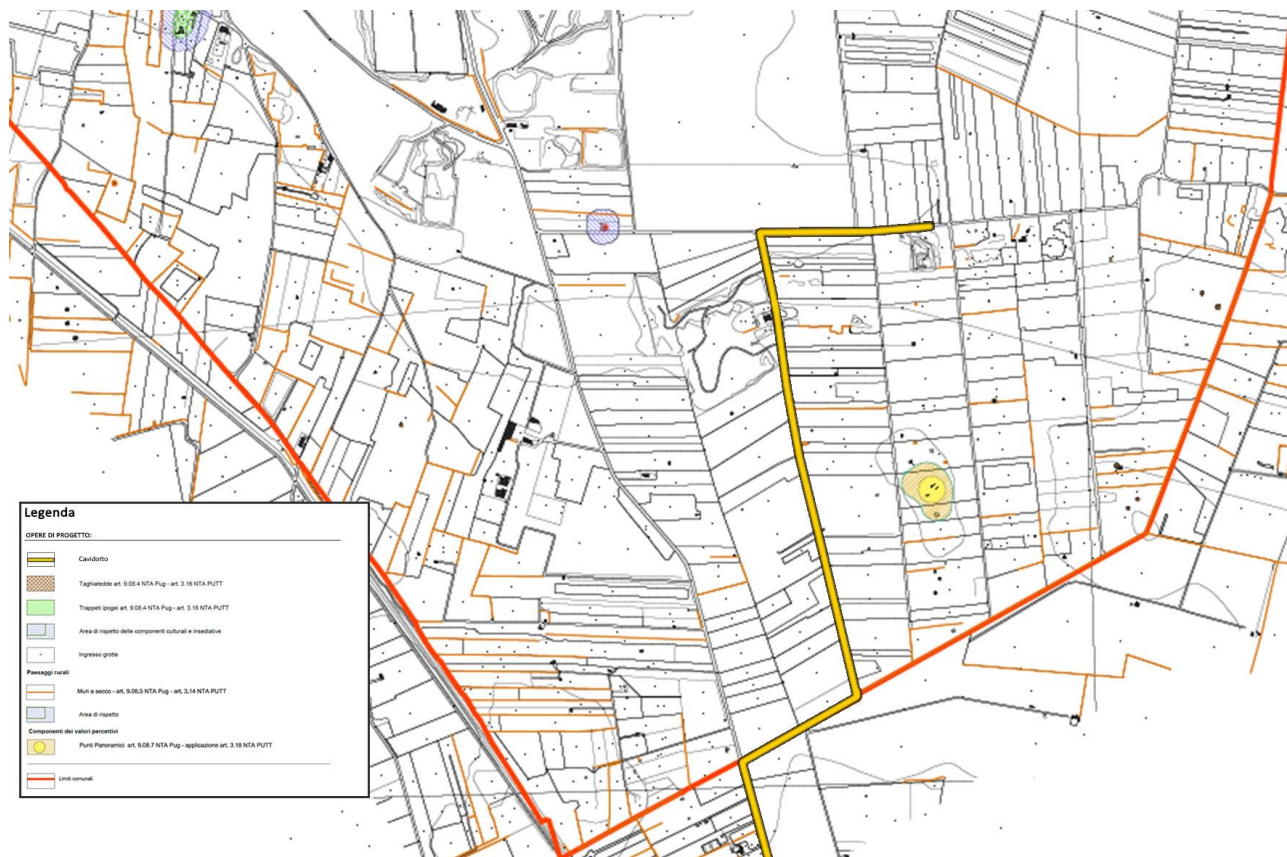 Legenda
OPERE DI PROGETTO:
Cavidotto
Taghiatedde art. 9.08.4 NTA Pug - art. 3.16 NTA PUTT
Trappeti ipogei art. 9.08.4 NTA Pug - art. 3.16 NTA PUTT
Area di rispetto delle componenti culturali e insediative
Ingresso grotte
Paesaggi rurali
Muri a secco - art. 9.08.5 NTA Pug - art. 3.14 NTA PUTT
Area di rispetto
Componenti dei valori percettivi
Punti Panoramici art. 9.08.7 NTA Pug - applicazione art. 3.18 NTA PUTT
Limiti comunali